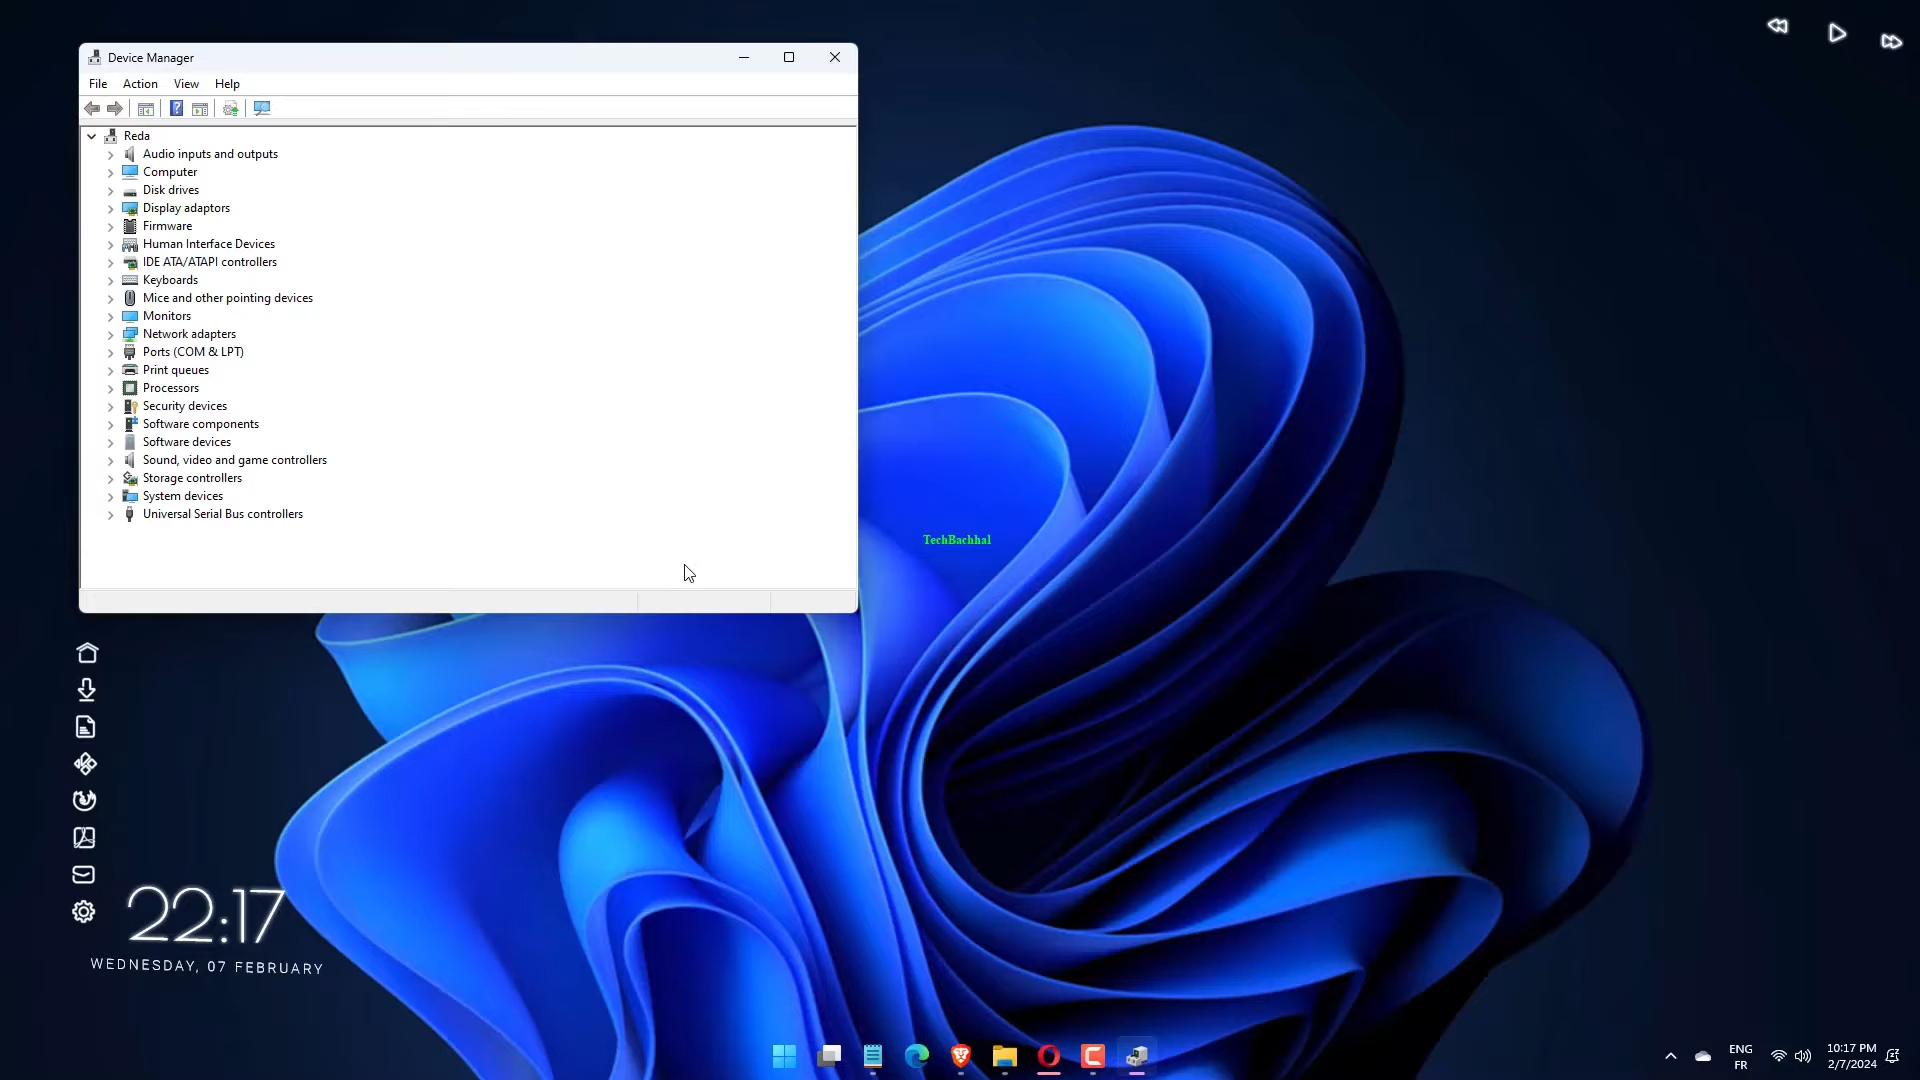 Device Manager
File Action View Help
Reda
Audio inputs and outputs
Computer
Disk drives
Display adaptors
Firmware
Human Interface Devices
IDE ATA/ATAPI controllers
Keyboards
Mice and other pointing devices
Monitors
Network adapters
Ports (COM & LPT)
Print queues
Processors
Security devices
Software components
Software devices
Sound, video and game controllers
Storage controllers
System devices
Universal Serial Bus controllers
TechBachhal
22:17
WEDNESDAY, 07 FEBRUARY
ENG
FR
10:17 PM
2/7/2024